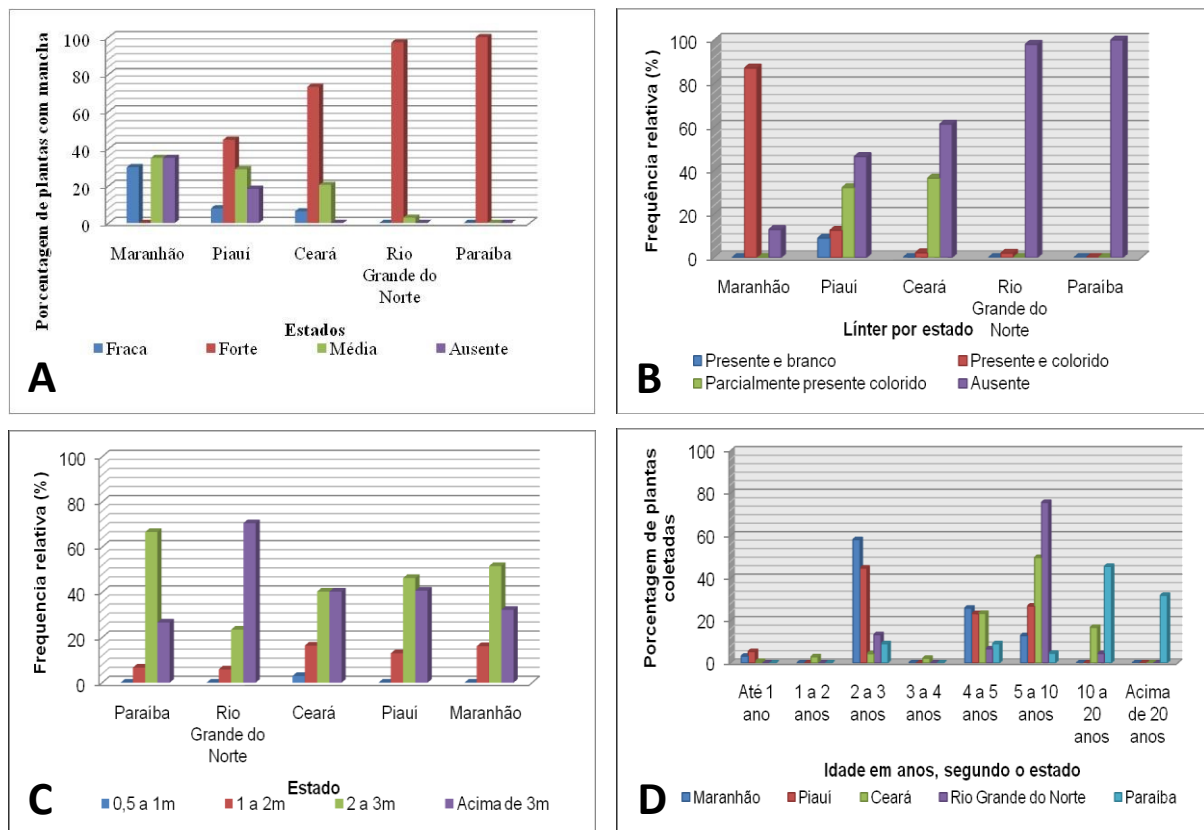 Porcentagem de plantas com mancha
100
80
60
40
20
0
Maranhão Piauí Ceará Rio Grande do Norte Paraíba
Estados
Fraca Forte Média Ausente
A
Frequência relativa (%)
100
80
60
40
20
0
Maranhão Piaui Ceará Rio Grande do Norte Paraiba
Línter por estado
Presente e branco Presente e colorido
Parcialmente presente colorido Ausente
B
Frequencia relativa (%)
100
80
60
40
20
0
Paraiba Rio Grande do Norte Ceará Piaui Maranhão
Estado
0,5 a 1m 1 a 2m 2 a 3m Acima de 3m
C
Porcentagem de plantas
coletadas
100
80
60
40
20
0
Até 1 ano 1 a 2 anos 2 a 3 anos 3 a 4 anos 4 a 5 anos 5 a 10 anos 10 a 20 anos Acima de 20 anos
Idade em anos, segundo o estado
Maranhão Piaui Ceará Rio Grande do Norte Paraiba
D